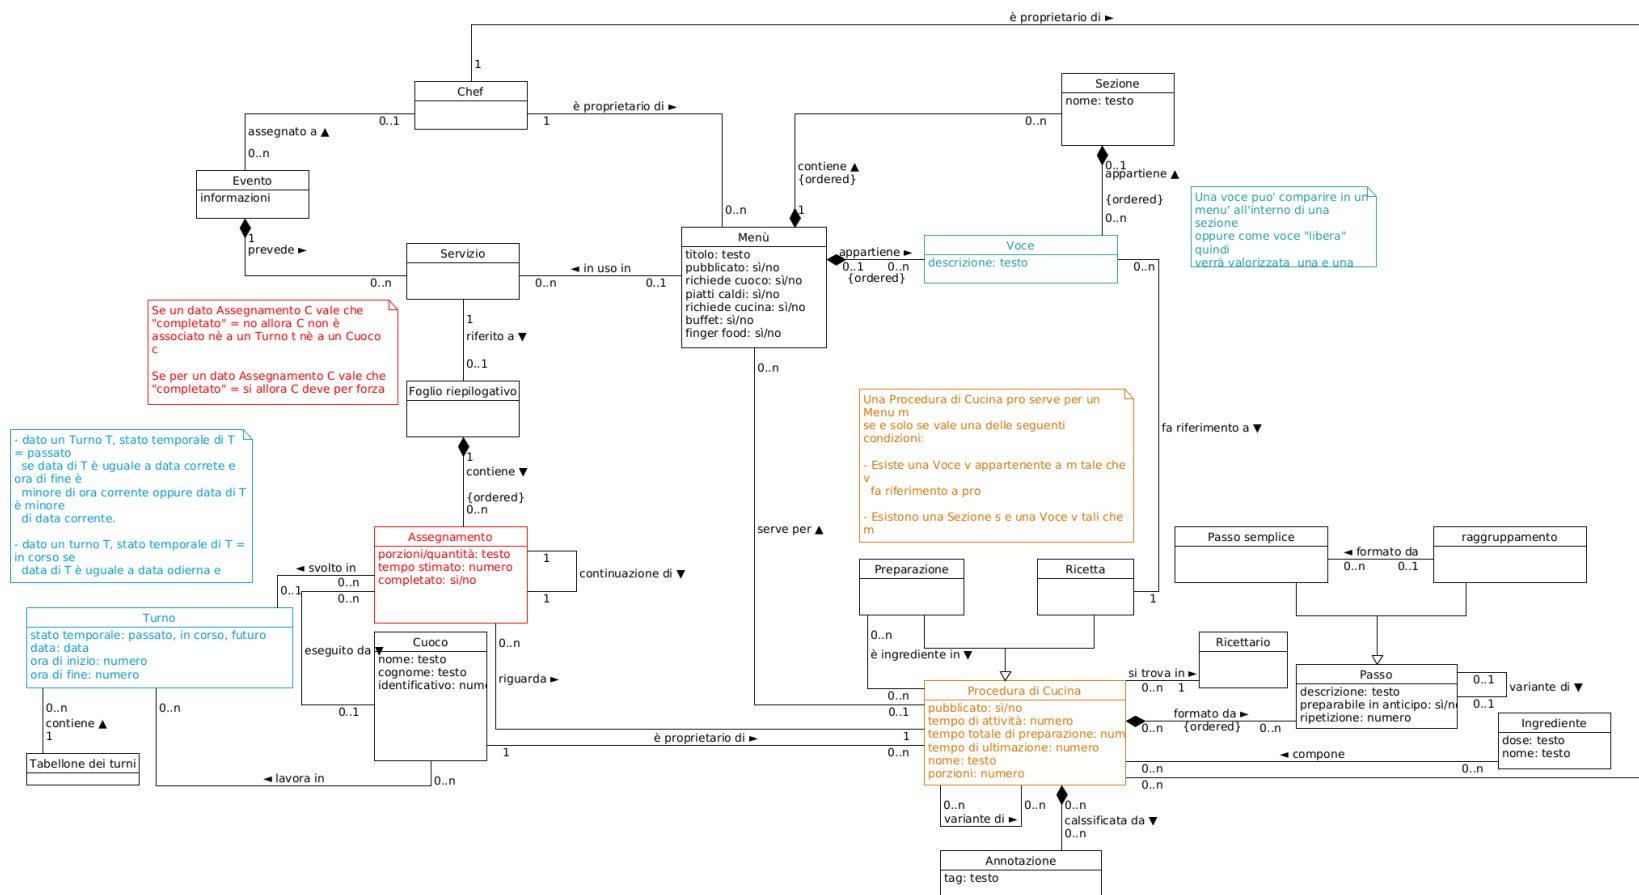 è proprietario di ►
1
Chef
è proprietario di ►
0..1
1
assegnato a ▲
0..n
Sezione
nome: testo
0..n
contiene ▲
{ordered}
1
0..1
appartiene ▲
{ordered}
0..n
Evento
informazioni
1
prevede ►
0..n
Servizio
◄ in uso in
0..n
0..1
0..n
Menù
titolo: testo
pubblicato: sì/no
richiede cuoco: sì/no
piatti caldi: sì/no
richiede cucina: sì/no
buffet: sì/no
finger food: sì/no
appartiene ►
0..1
0..n
{ordered}
Voce
descrizione: testo
0..n
Una voce puo' comparire in un
menu' all'interno di una
sezione
oppure come voce "libera"
quindi
verrà valorizzata una e una
Se un dato Assegnamento C vale che
"completato" = no allora C non è
associato nè a un Turno t nè a un Cuoco
c
Se per un dato Assegnamento C vale che
"completato" = si allora C deve per forza
1
riferito a ▼
0..1
Foglio riepilogativo
1
contiene ▼
{ordered}
0..n
0..n
serve per ▲
Una Procedura di Cucina pro serve per un
Menu m
se e solo se vale una delle seguenti
condizioni:
- Esiste una Voce v appartenente a m tale che
v
fa riferimento a pro
- Esistono una Sezione s e una Voce v tali che
m
fa riferimento a ▼
- dato un Turno T, stato temporale di T
= passato
se data di T è uguale a data correte e
ora di fine è
minore di ora corrente oppure data di T
è minore
di data corrente.
- dato un turno T, stato temporale di T =
in corso se
data di T è uguale a data odierna e
Assegnamento
porzioni/quantità: testo
tempo stimato: numero
completato: si/no
1
continuazione di ▼
1
◄ svolto in
0..n
0..1
0..n
Preparazione
Ricetta
1
Passo semplice
◄ formato da
0..n
0..1
raggruppamento
Turno
stato temporale: passato, in corso, futuro
data: data
ora di inizio: numero
ora di fine: numero
eseguito da ▼
0..1
Cuoco
nome: testo
cognome: testo
identificativo: nume
0..n
riguarda ►
0..n
è ingrediente in ▼
0..n
0..1
Ricettario
si trova in ►
0..n
1
Procedura di Cucina
pubblicato: sì/no
tempo di attività: numero
tempo totale di preparazione: num
tempo di ultimazione: numero
nome: testo
porzioni: numero
formato da ►
0..n
{ordered}
0..n
Passo
descrizione: testo
preparabile in anticipo: sì/no
ripetizione: numero
0..1
variante di ▼
0..1
Ingrediente
dose: testo
nome: testo
◄ compone
0..n
0..n
0..n
1
è proprietario di ►
1
0..n
0..n
contiene ▲
1
Tabellone dei turni
0..n
◄ lavora in
0..n
0..n
0..n
variante di ►
0..n
calssificata da ▼
0..n
Annotazione
tag: testo